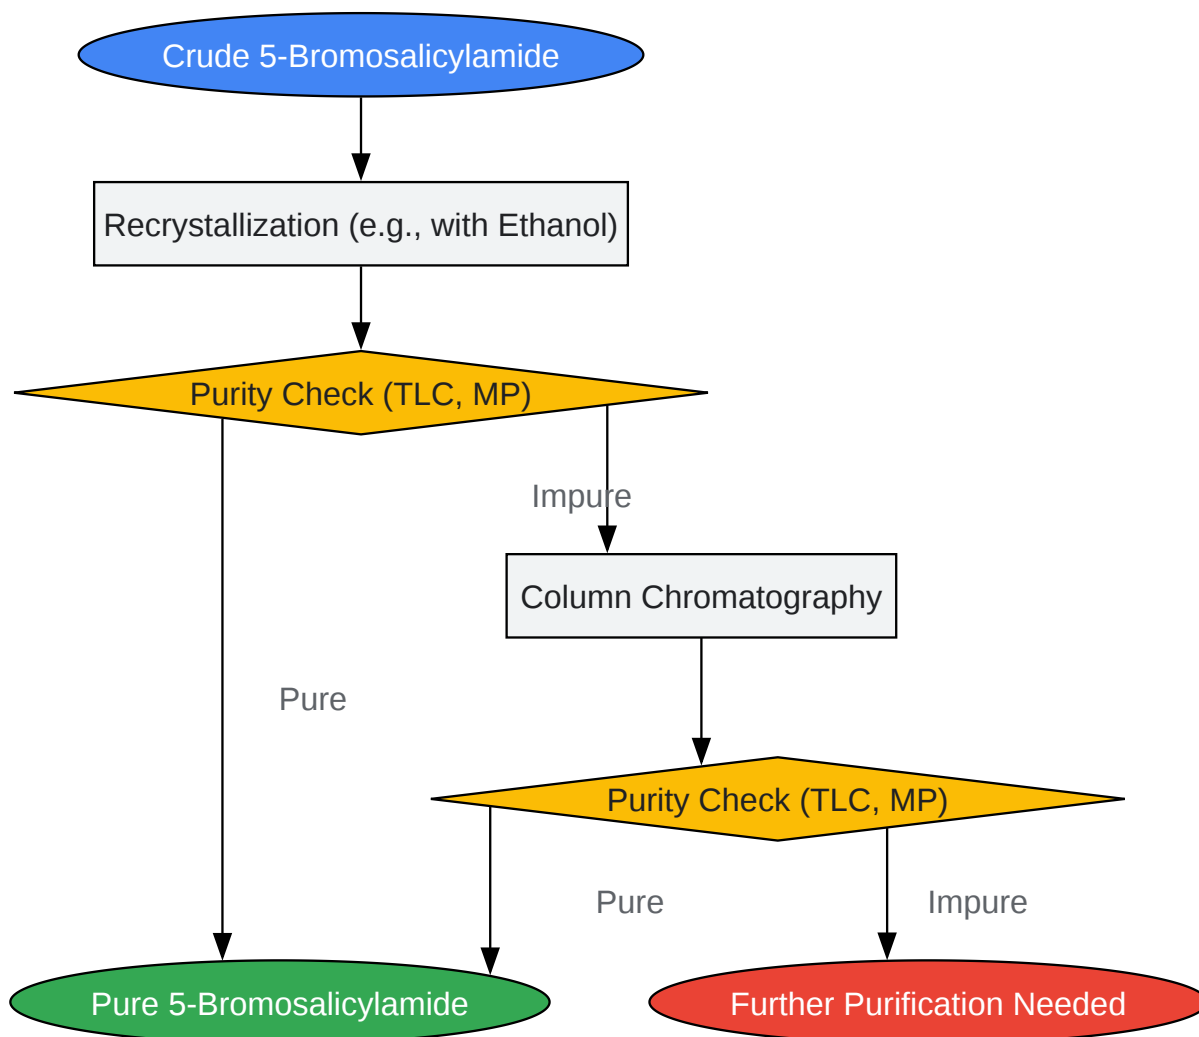 Crude 5-Bromosalicylamide
Recrystallization (e.g., with Ethanol)
Purity Check (TLC, MP)
Impure
Column Chromatography
Pure
Purity Check (TLC, MP)
Pure
Impure
Pure 5-Bromosalicylamide
Further Purification Needed